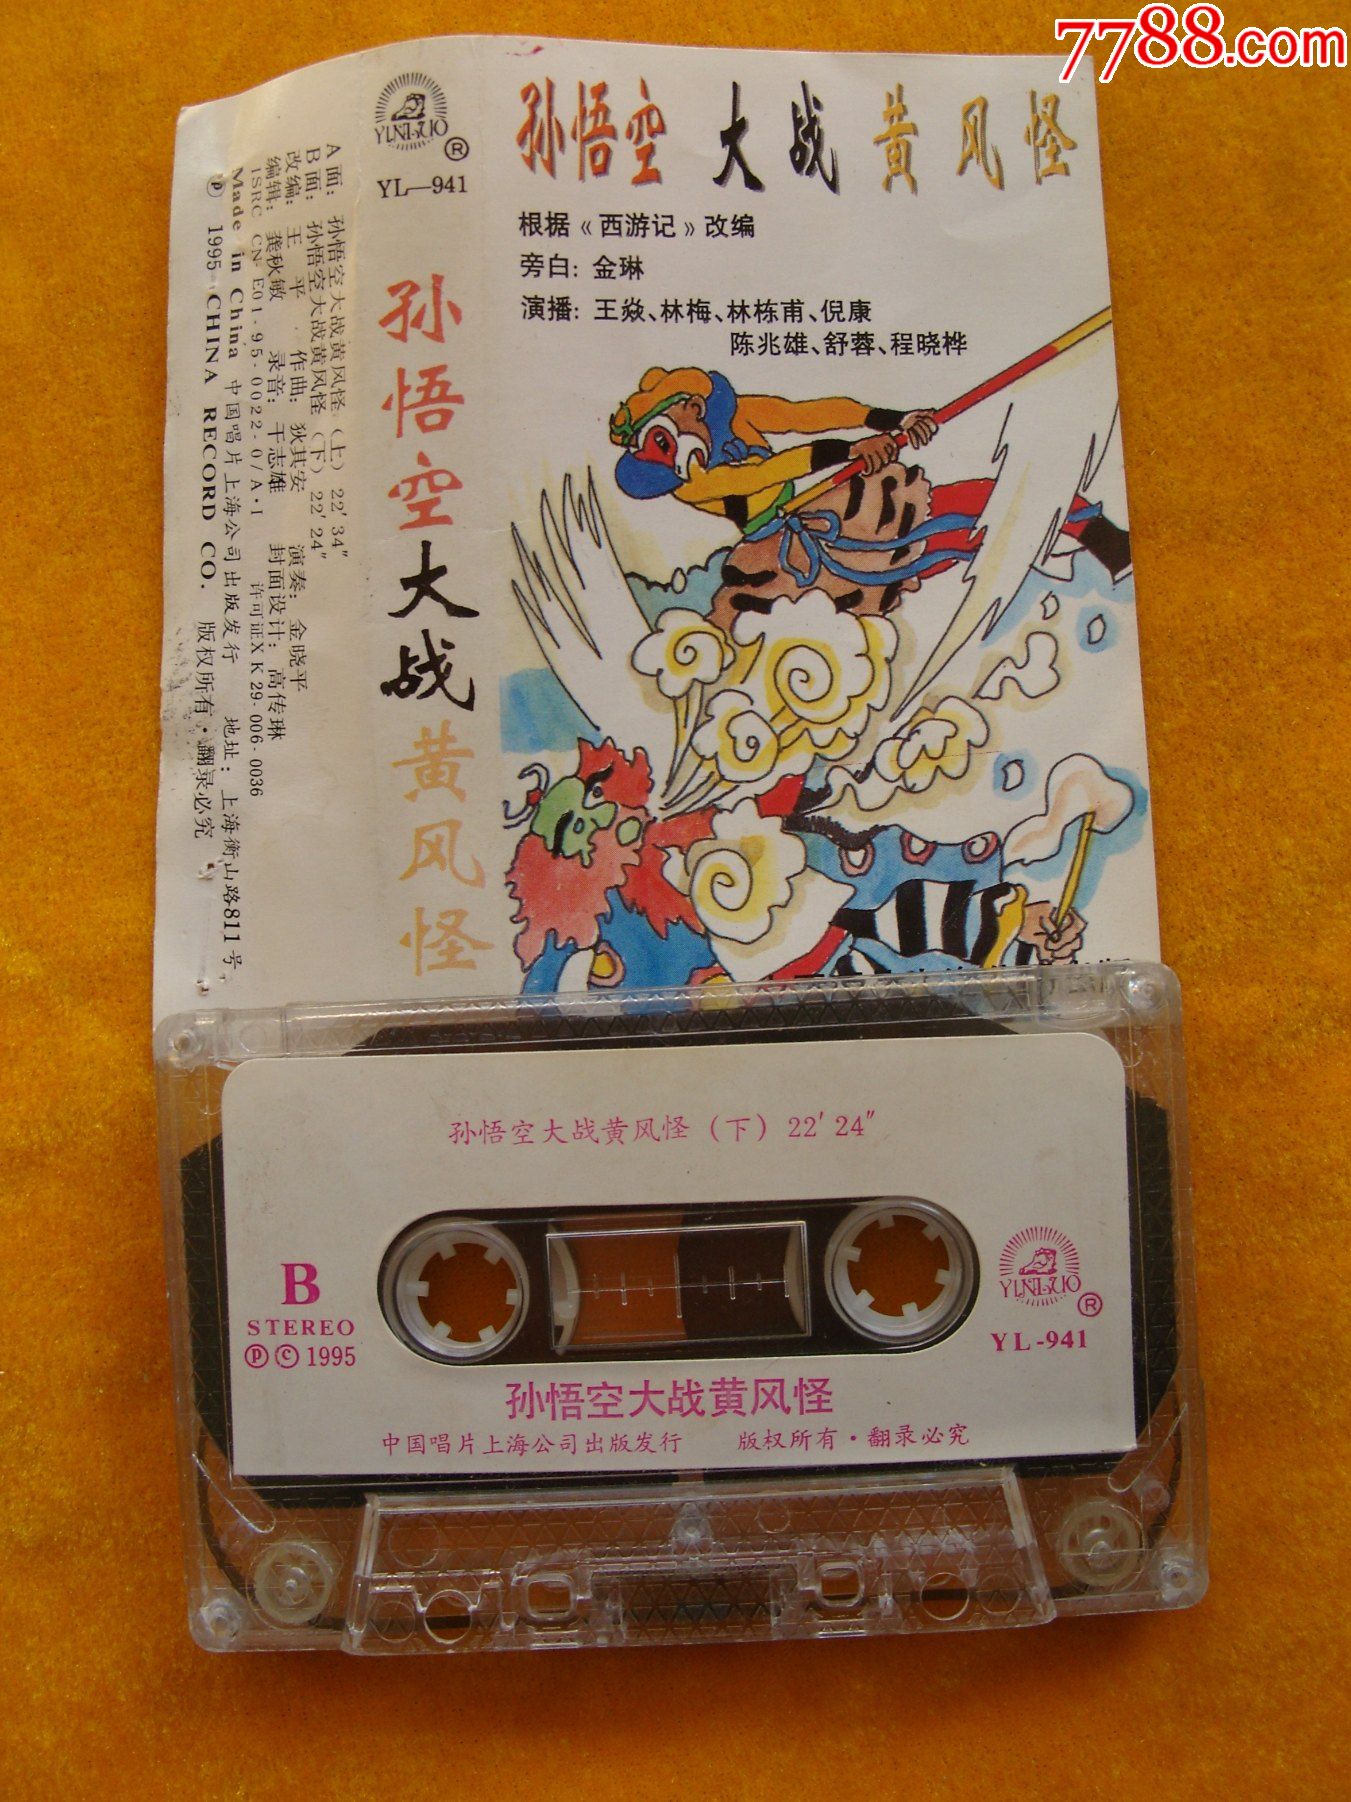 7788.com
孙悟空 大战 黄风怪
根据《西游记》改编
旁白：金琳
演播：王焱、林梅、林栋甫、倪康
陈兆雄、舒蓉、程晓桦
®
YL—941
孙悟空大战黄风怪
A面：孙悟空大战黄风怪（上）22′34″
B面：孙悟空大战黄风怪（下）22′24″
改编：王平 作曲：狄其安 演奏：金晓平
编辑：龚秋敏 录音：干志雄 封面设计：高传琳
ISRC CN-E01-95-0022-0/A·I 许可证XK29-006-0036
Made in China 中国唱片上海公司出版发行 地址：上海衡山路811号
℗ 1995 CHINA RECORD CO. 版权所有·翻录必究
孙悟空大战黄风怪（下）22′24″
B
STEREO
℗©1995
®
YL-941
孙悟空大战黄风怪
中国唱片上海公司出版发行 版权所有·翻录必究